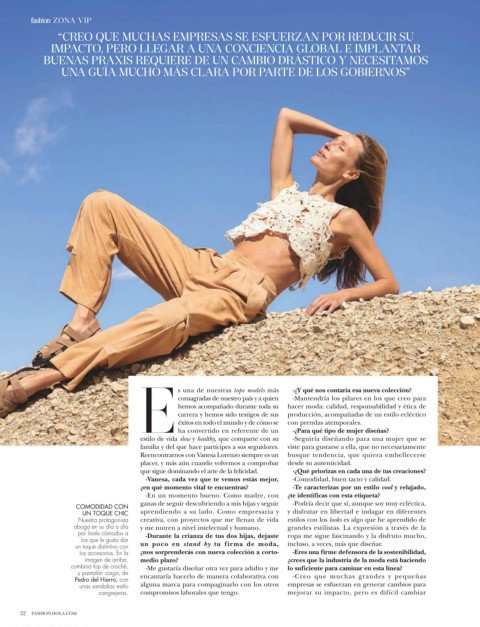 fashion ZONA VIP
“CREO QUE MUCHAS EMPRESAS SE ESFUERZAN POR REDUCIR SU
IMPACTO, PERO LLEGAR A UNA CONCIENCIA GLOBAL E IMPLANTAR
BUENAS PRAXIS REQUIERE DE UN CAMBIO DRÁSTICO Y NECESITAMOS
UNA GUÍA MUCHO MÁS CLARA POR PARTE DE LOS GOBIERNOS”
Es una de nuestras tops models más
consagradas de nuestro país y a quien
hemos acompañado durante toda su
carrera y hemos sido testigos de sus
éxitos en todo el mundo y de cómo se
ha convertido en referente de un
estilo de vida slow y healthy, que comparte con su
familia y del que hace partícipes a sus seguidores.
Reencontrarnos con Vanesa Lorenzo siempre es un
placer, y más aún cuando volvemos a comprobar
que sigue dominando el arte de la felicidad.
-Vanesa, cada vez que te vemos estás mejor,
¿en qué momento vital te encuentras?
-En un momento bueno. Como madre, con
ganas de seguir descubriendo a mis hijas y seguir
aprendiendo a su lado. Como empresaria y
creativa, con proyectos que me llenan de vida
y me nutren a nivel intelectual y humano.
-Durante la crianza de tus dos hijas, dejaste
un poco en stand by tu firma de moda,
¿nos sorprenderás con nueva colección a corto-
medio plazo?
-Me gustaría diseñar otra vez para adulto y me
encantaría hacerlo de manera colaborativa con
alguna marca para compaginarlo con los otros
compromisos laborales que tengo.
-¿Y qué nos contaría esa nueva colección?
-Mantendría los pilares en los que creo para
hacer moda: calidad, responsabilidad y ética de
producción, acompañadas de un estilo ecléctico
con prendas atemporales.
-¿Para qué tipo de mujer diseñas?
-Seguiría diseñando para una mujer que se
viste para gustarse a ella, que no necesariamente
busque tendencia, que quiera embellecerse
desde su autenticidad.
-¿Qué priorizas en cada una de tus creaciones?
-Comodidad, buen tacto y calidad.
-Te caracterizas por un estilo cool y relajado,
¿te identificas con esta etiqueta?
-Podría decir que sí, aunque soy muy ecléctica,
y disfrutar en libertad e indagar en diferentes
estilos con los looks es algo que he aprendido de
grandes estilistas. La expresión a través de la
ropa me sigue fascinando y la disfruto mucho,
incluso, a veces, más que diseñar.
-Eres una firme defensora de la sostenibilidad,
¿crees que la industria de la moda está haciendo
lo suficiente para caminar en esta línea?
-Creo que muchas grandes y pequeñas
empresas se esfuerzan en generar cambios para
mejorar su impacto, pero es difícil cambiar
COMODIDAD CON
UN TOQUE CHIC
Nuestra protagonista
aboga en su día a día
por looks cómodos a
los que le gusta dar
un toque distintivo con
los accesorios. En la
imagen de arriba,
combina top de croché,
y pantalón cargo, de
Pedro del Hierro, con
unas sandalias estilo
cangrejeras.
52 FASHION.HOLA.COM